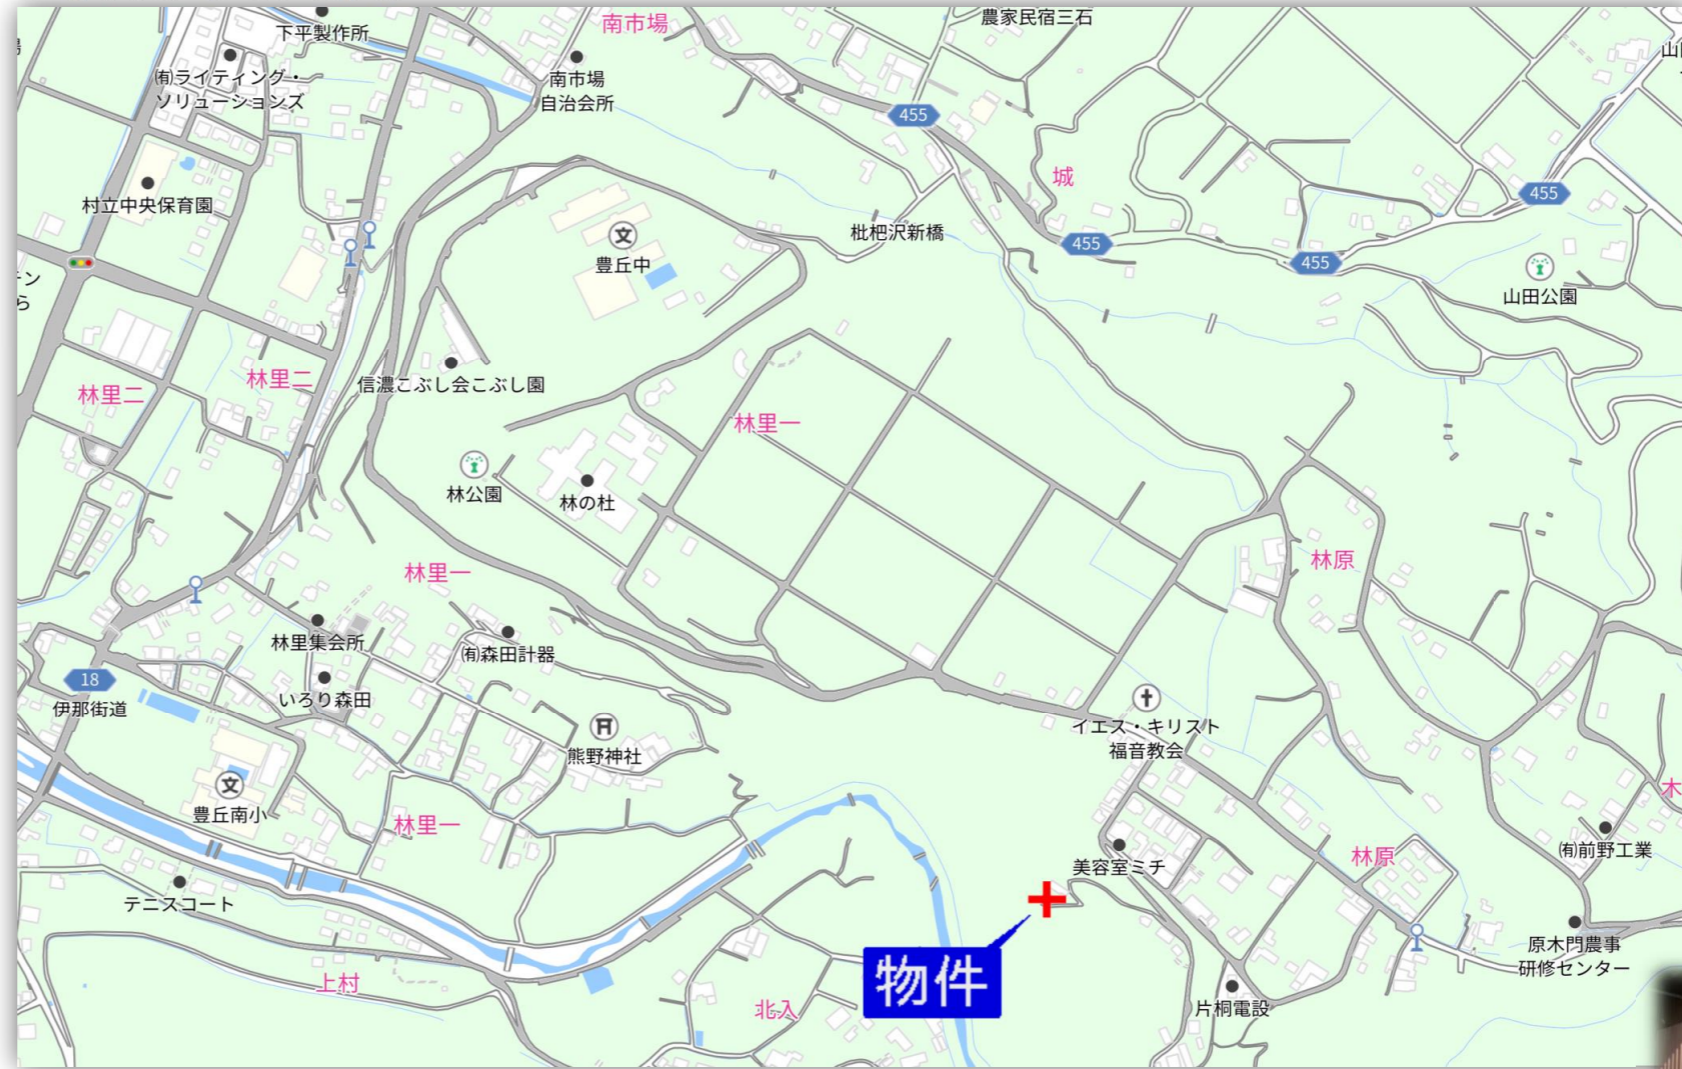 下平製作所
南市場
農家民宿三石
㈲ライティング・
ソリューションズ
南市場
自治会所
455
村立中央保育園
城
455
枇杷沢新橋
455
455
豊丘中
山田公園
林里二
林里二
信濃こぶし会こぶし園
林里一
林公園
林の杜
林原
林里一
林里集会所
㈲森田計器
18
伊那街道
いろり森田
熊野神社
イエス・キリスト
福音教会
豊丘南小
林里一
美容室ミチ
林原
㈲前野工業
木
テニスコート
物件
原木門農事
研修センター
上村
北入
片桐電設